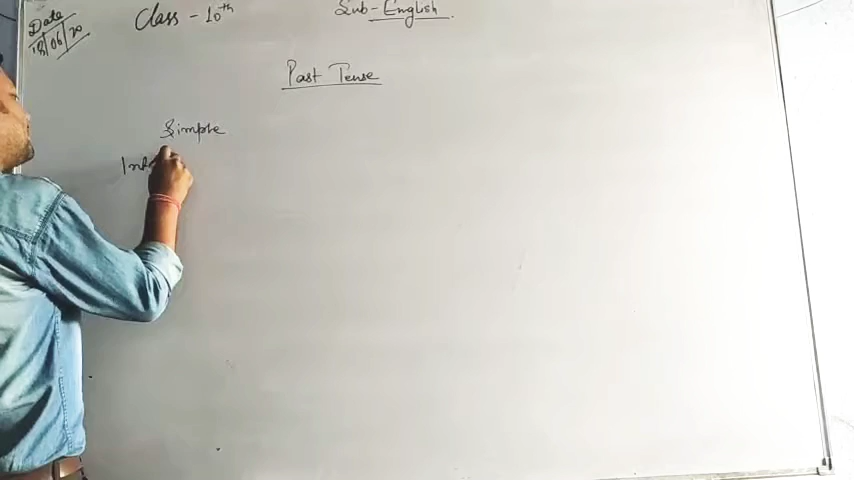 Date
18/06/20
Class - 10th
Sub - English
Past Tense
Simple